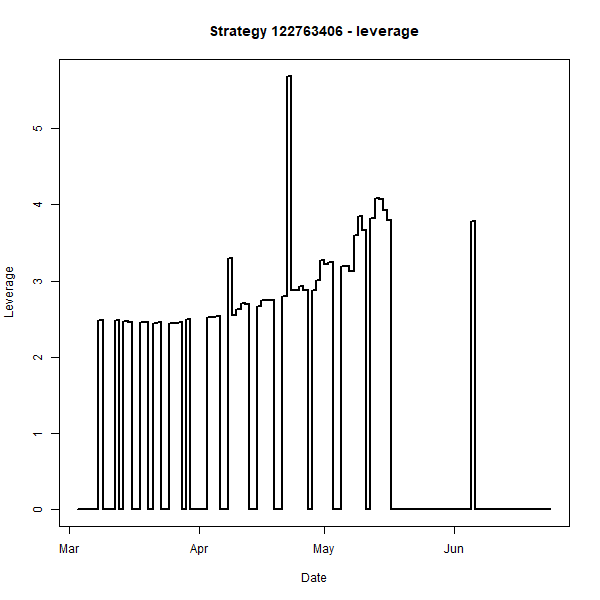 Strategy 122763406 - leverage
Leverage
5
4
3
2
1
0
Mar
Apr
May
Jun
Date